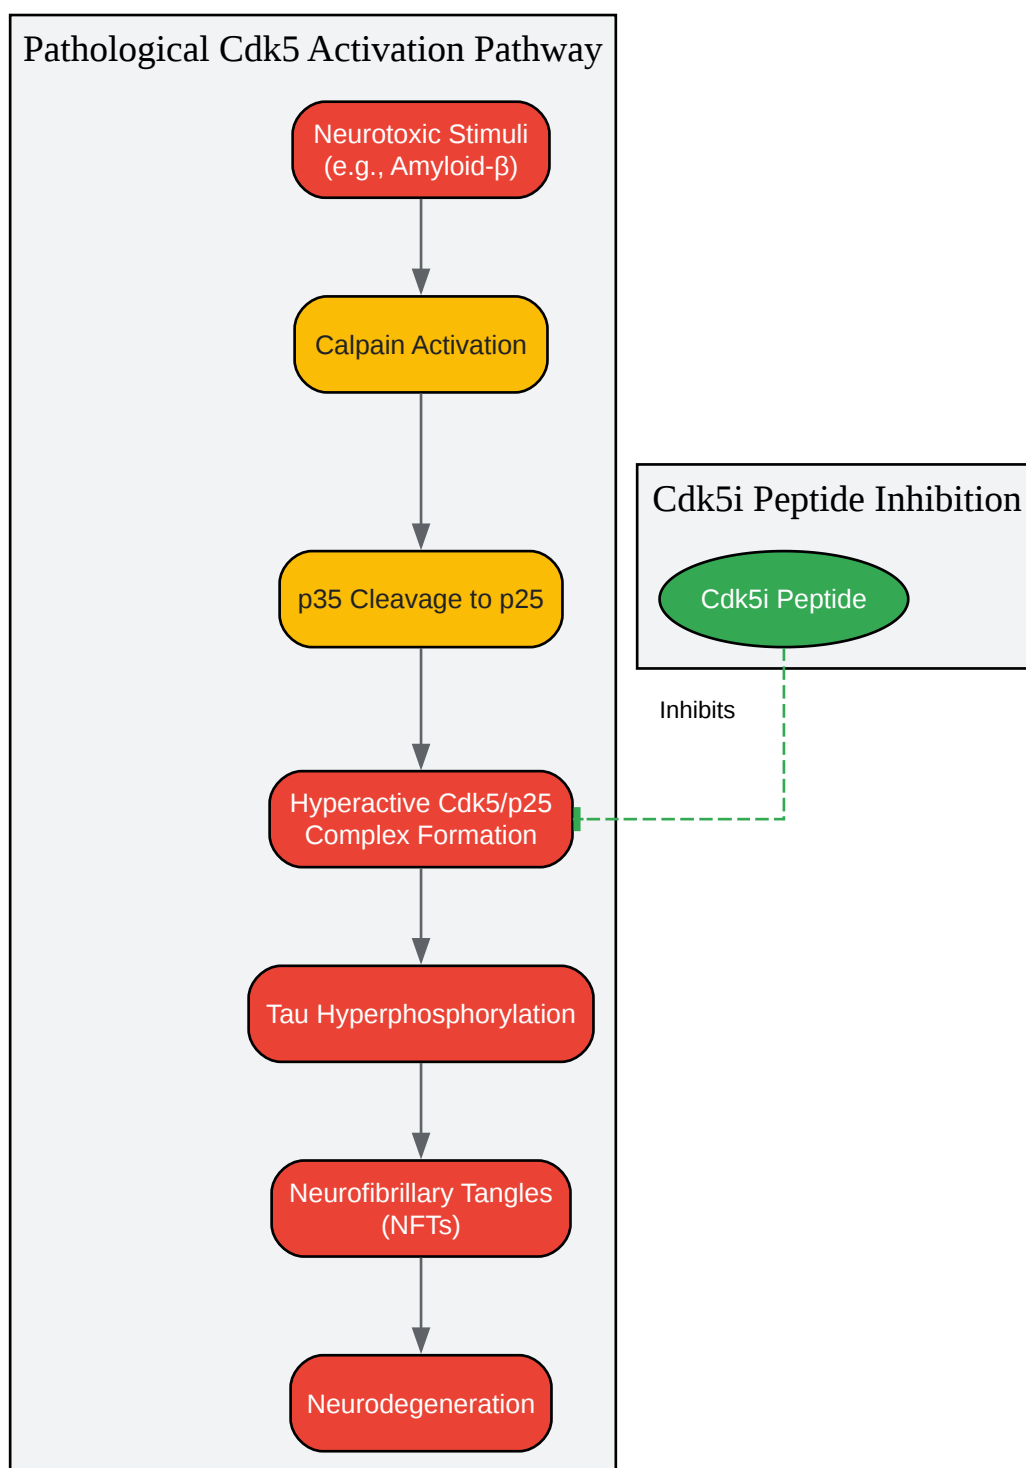 Pathological Cdk5 Activation Pathway
Neurotoxic Stimuli
(e.g., Amyloid-β)
Calpain Activation
p35 Cleavage to p25
Cdk5i Peptide Inhibition
Cdk5i Peptide
Inhibits
Hyperactive Cdk5/p25
Complex Formation
Tau Hyperphosphorylation
Neurofibrillary Tangles
(NFTs)
Neurodegeneration